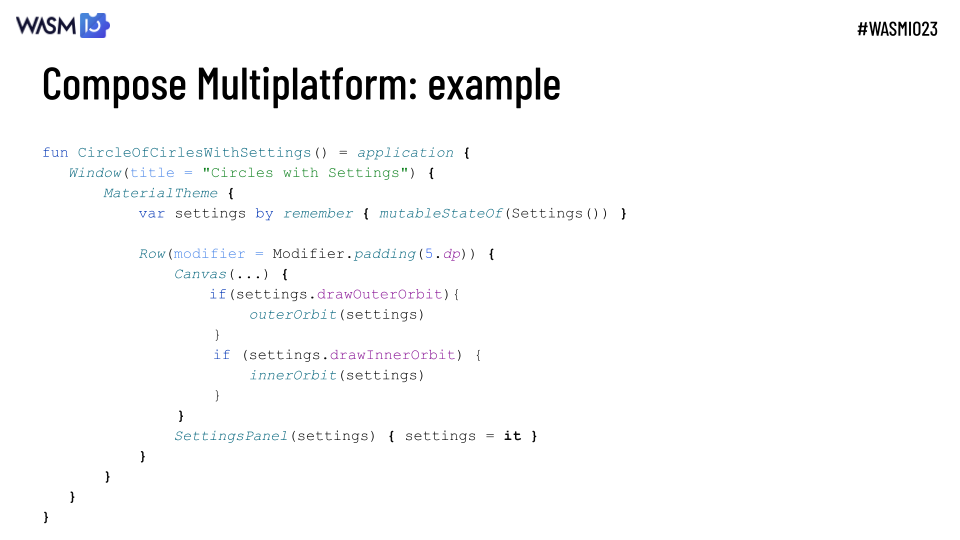 WASM IO
#WASMIO23
Compose Multiplatform: example
fun CircleOfCirlesWithSettings() = application {
Window(title = "Circles with Settings") {
MaterialTheme {
var settings by remember { mutableStateOf(Settings()) }
Row(modifier = Modifier.padding(5.dp)) {
Canvas(...) {
if(settings.drawOuterOrbit){
outerOrbit(settings)
}
if (settings.drawInnerOrbit) {
innerOrbit(settings)
}
}
SettingsPanel(settings) { settings = it }
}
}
}
}